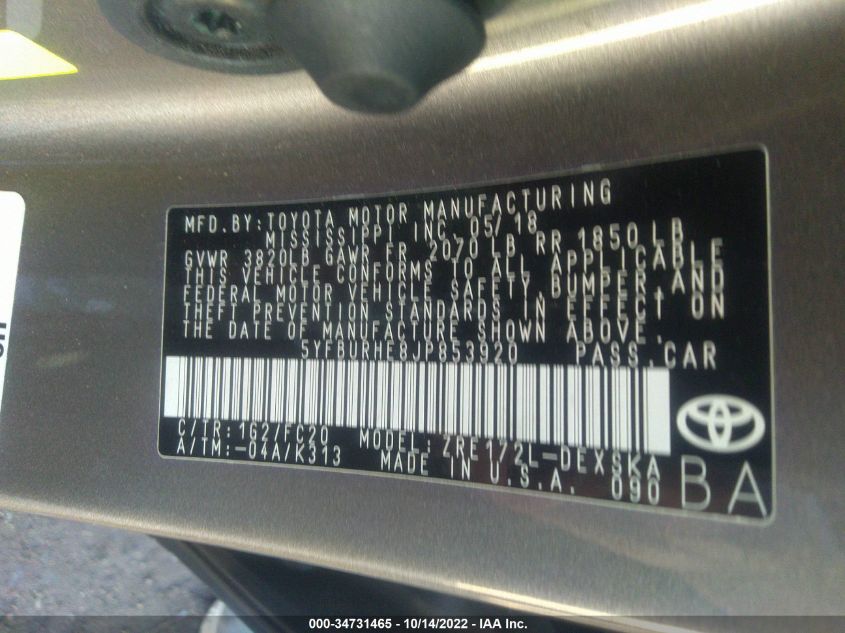 MFD.BY:TOYOTA MOTOR MANUFACTURING
MISSISSIPPI INC. 05/18
GVWR 3820LB GAWR FR 2070LB RR 1850LB
THIS VEHICLE CONFORMS TO ALL APPLICABLE
FEDERAL MOTOR VEHICLE SAFETY, BUMPER, AND
THEFT PREVENTION STANDARDS IN EFFECT ON
THE DATE OF MANUFACTURE SHOWN ABOVE.
5YFBURHE8JP853920 PASS.CAR
C/TR:1G2/FC20 MODEL:ZRE172L-DEXSKA
A/TM:-04A/K313 MADE IN U.S.A. 090
BA
000-34731465 - 10/14/2022 - IAA Inc.